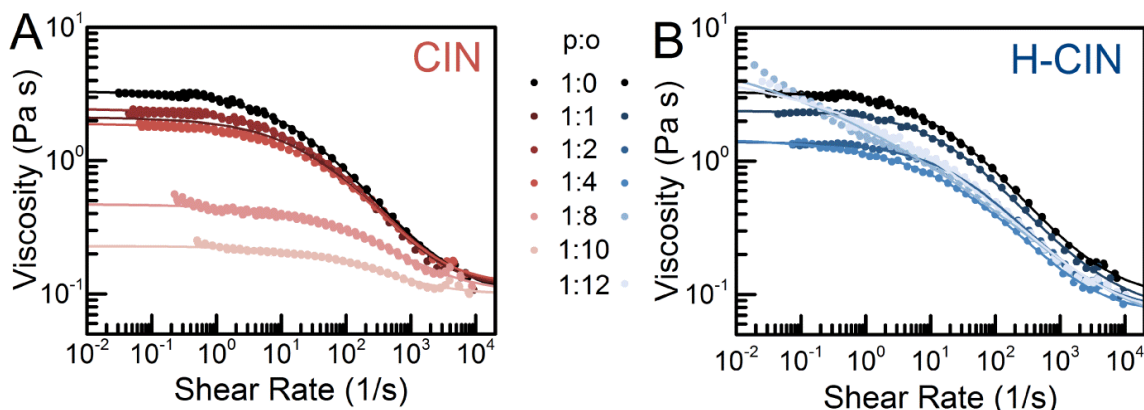 A
CIN
Viscosity (Pa s)
10¹
10⁰
10⁻¹
10⁻² 10⁻¹ 10⁰ 10¹ 10² 10³ 10⁴
Shear Rate (1/s)
p:o
1:0
1:1
1:2
1:4
1:8
1:10
1:12
B
H-CIN
Viscosity (Pa s)
10¹
10⁰
10⁻¹
10⁻² 10⁻¹ 10⁰ 10¹ 10² 10³ 10⁴
Shear Rate (1/s)